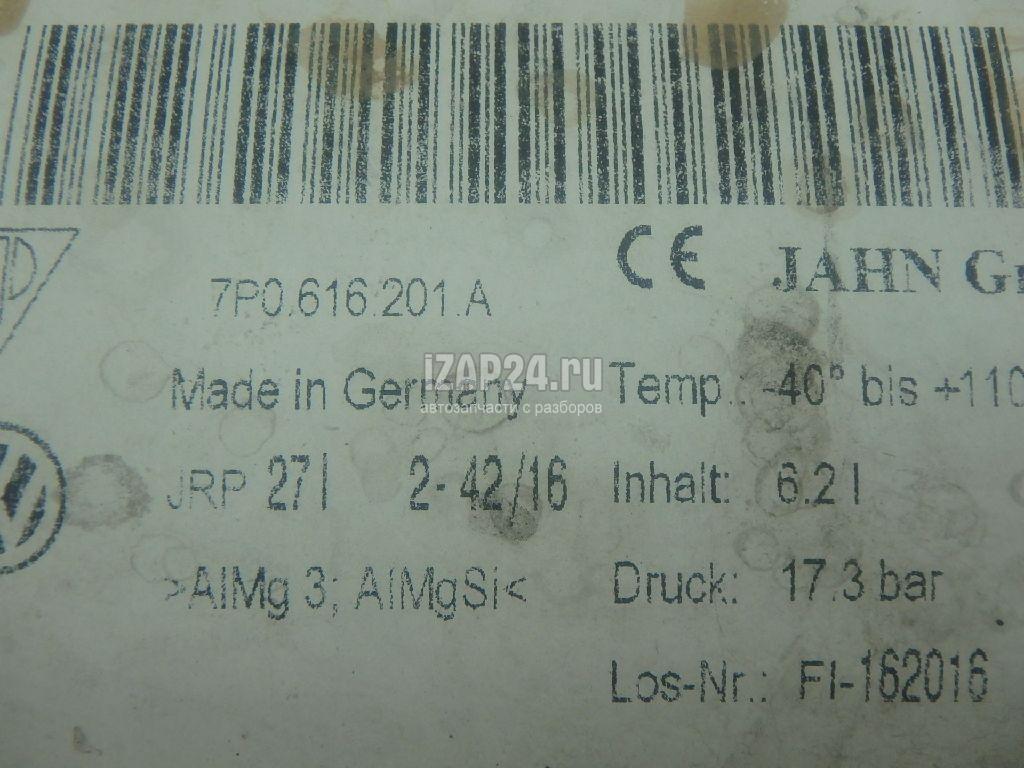 CE JAHN
7P0.616.201.A
iZAP24.ru
автозапчасти с разборов
Made in Germany Temp.: -40° bis +110
JRP 27 | 2- 42/16 Inhalt: 6.2 l
>AlMg 3; AlMgSi< Druck: 17.3 bar
Los-Nr.: FI-162016